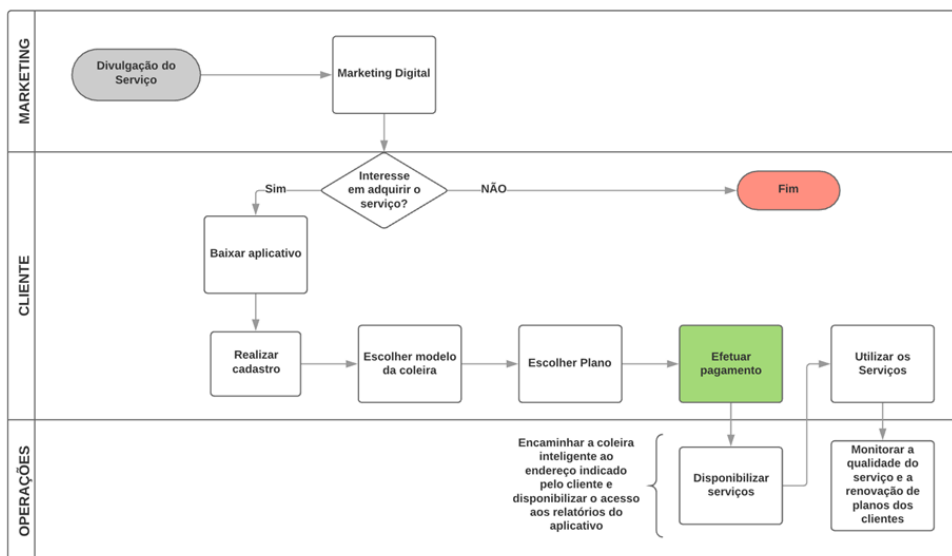 MARKETING
Divulgação do
Serviço
Marketing Digital
CLIENTE
Interesse
em adquirir o
serviço?
Sim
NÃO
Fim
Baixar aplicativo
Realizar
cadastro
Escolher modelo
da coleira
Escolher Plano
Efetuar
pagamento
Utilizar os
Serviços
OPERAÇÕES
Encaminhar a coleira
inteligente ao
endereço indicado
pelo cliente e
disponibilizar o acesso
aos relatórios do
aplicativo
Disponibilizar
serviços
Monitorar a
qualidade do
serviço e a
renovação de
planos dos
clientes